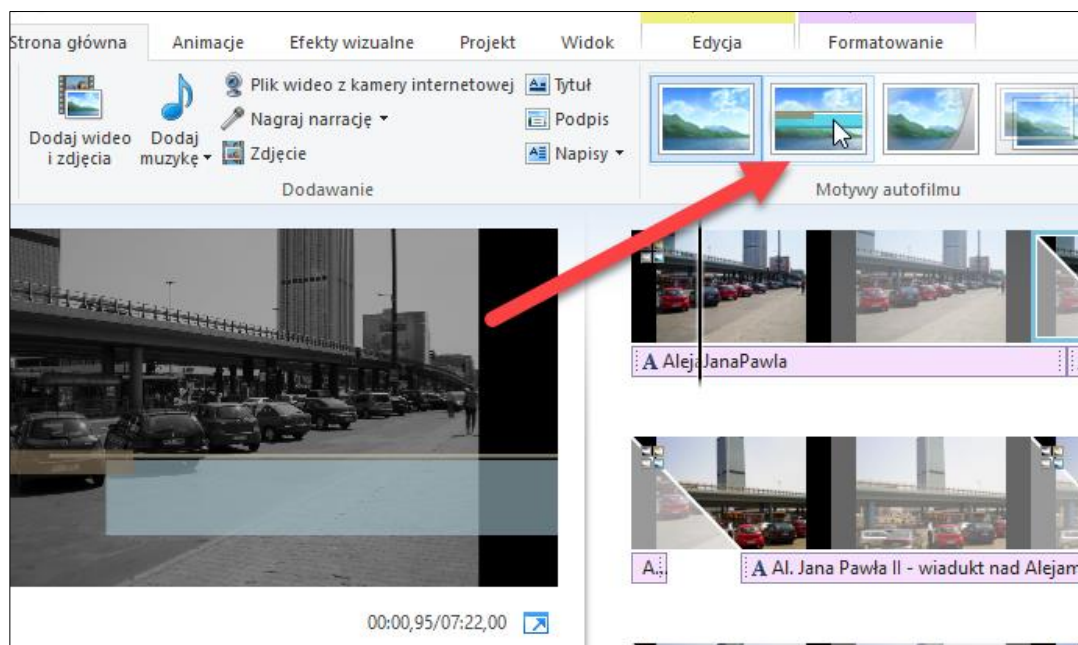 Strona główna Animacje Efekty wizualne Projekt Widok Edycja Formatowanie
Dodaj wideo
i zdjęcia
Dodaj
muzykę
Plik wideo z kamery internetowej
Nagraj narrację
Zdjęcie
Tytuł
Podpis
Napisy
Dodawanie
Motywy autofilmu
A AlejaJanaPawla
A...
A Al. Jana Pawła II - wiadukt nad Alejam
00:00,95/07:22,00